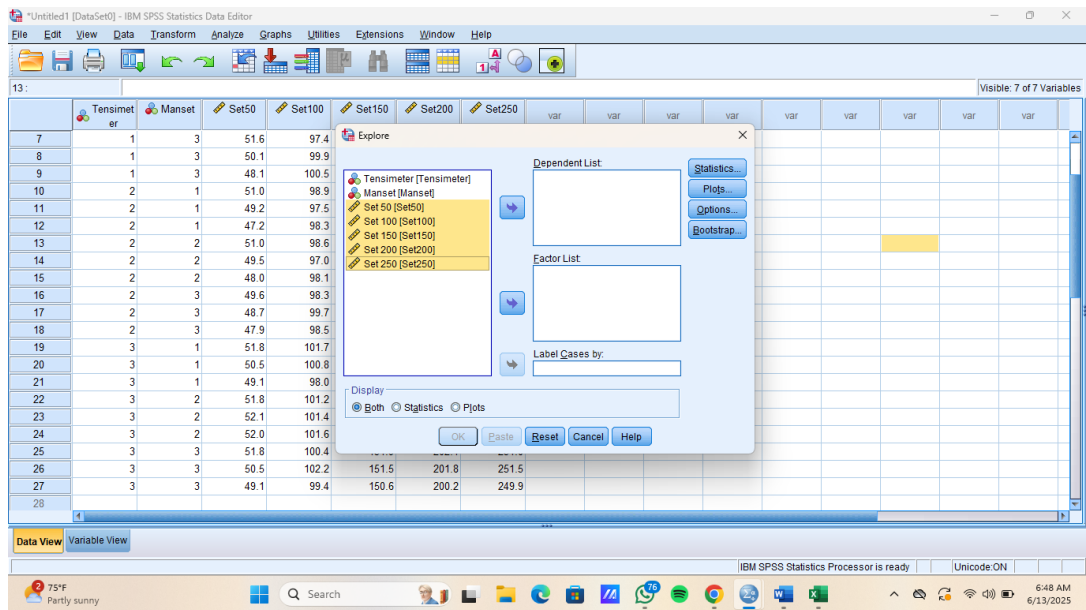 *Untitled1 [DataSet0] - IBM SPSS Statistics Data Editor
File Edit View Data Transform Analyze Graphs Utilities Extensions Window Help
13 :
Visible: 7 of 7 Variables
Tensimeter Manset Set50 Set100 Set150 Set200 Set250 var var var var var var var var var
7 1 3 51.6 97.4
8 1 3 50.1 99.9
9 1 3 48.1 100.5
10 2 1 51.0 98.9
11 2 1 49.2 97.5
12 2 1 47.2 98.3
13 2 2 51.0 98.6
14 2 2 49.5 97.0
15 2 2 48.0 98.1
16 2 3 49.6 98.3
17 2 3 48.7 99.7
18 2 3 47.9 98.5
19 3 1 51.8 101.7
20 3 1 50.5 100.8
21 3 1 49.1 98.0
22 3 2 51.8 101.2
23 3 2 52.1 101.4
24 3 2 52.0 101.6
25 3 3 51.8 100.4
26 3 3 50.5 102.2 151.5 201.8 251.5
27 3 3 49.1 99.4 150.6 200.2 249.9
28
Explore
Tensimeter [Tensimeter]
Manset [Manset]
Set 50 [Set50]
Set 100 [Set100]
Set 150 [Set150]
Set 200 [Set200]
Set 250 [Set250]
Dependent List:
Factor List:
Label Cases by:
Statistics...
Plots...
Options...
Bootstrap...
Display
Both Statistics Plots
OK Paste Reset Cancel Help
Data View Variable View
IBM SPSS Statistics Processor is ready Unicode:ON
2
75°F
Partly sunny
Search
76
6:48 AM
6/13/2025